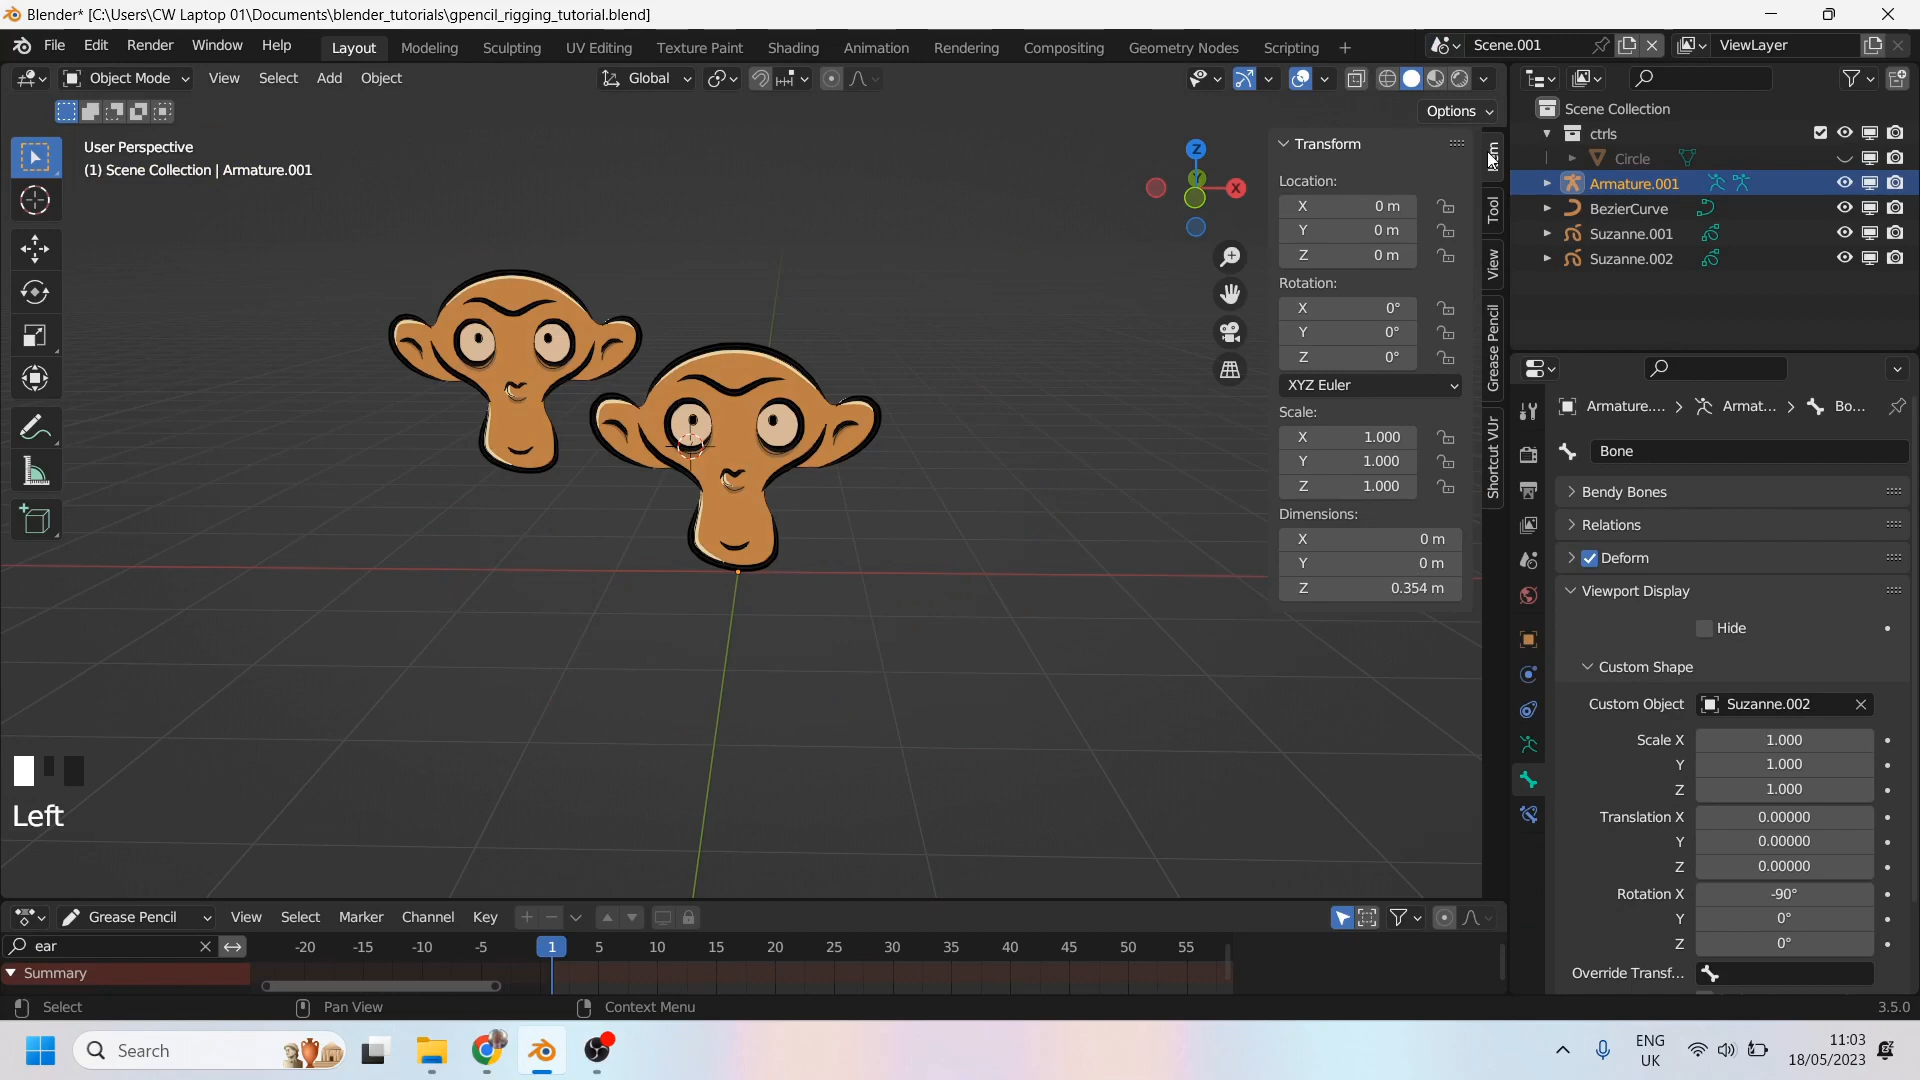 Blender* [C:\Users\CW Laptop 01\Documents\blender_tutorials\gpencil_rigging_tutorial.blend]
File Edit Render Window Help Layout Modeling Sculpting UV Editing Texture Paint Shading Animation Rendering Compositing Geometry Nodes Scripting Scene.001 ViewLayer
Object Mode View Select Add Object Global
Options
User Perspective
(1) Scene Collection | Armature.001
Z
Y
X
Transform
Location:
X 0 m
Y 0 m
Z 0 m
Rotation:
X 0°
Y 0°
Z 0°
XYZ Euler
Scale:
X 1.000
Y 1.000
Z 1.000
Dimensions:
X 0 m
Y 0 m
Z 0.354 m
Tool
View
Grease Pencil
Shortcut VUr
Scene Collection
ctrls
Circle
Armature.001
BezierCurve
Suzanne.001
Suzanne.002
Armature.... Armat... Bo...
Bone
Bendy Bones
Relations
Deform
Viewport Display
Hide
Custom Shape
Custom Object Suzanne.002
Scale X 1.000
Y 1.000
Z 1.000
Translation X 0.00000
Y 0.00000
Z 0.00000
Rotation X -90°
Y 0°
Z 0°
Override Transf...
Left
Grease Pencil View Select Marker Channel Key
ear -20 -15 -10 -5 1 5 10 15 20 25 30 35 40 45 50 55
Summary
Select Pan View Context Menu 3.5.0
Search
ENG
UK
11:03
18/05/2023